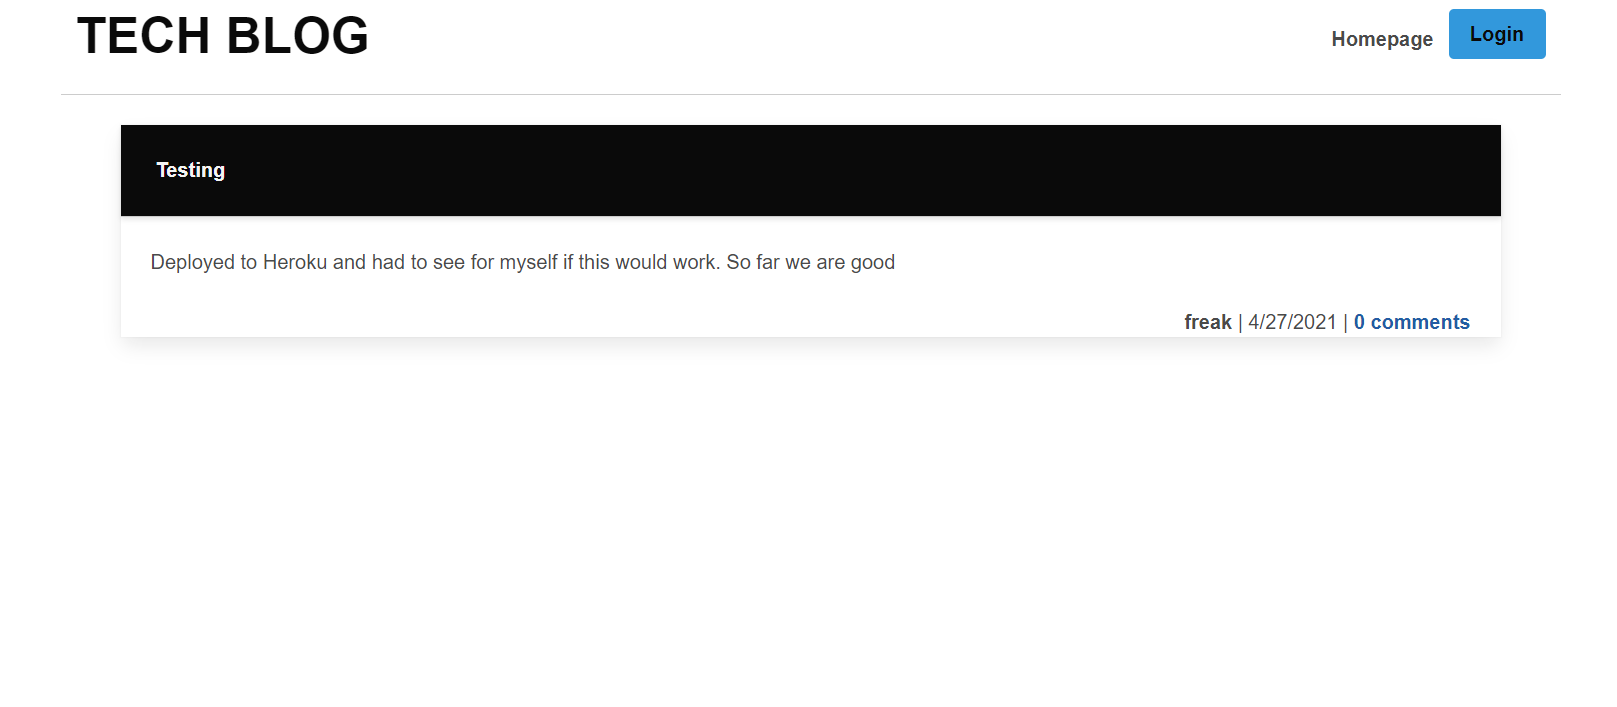 TECH BLOG
Homepage
Login
Testing
Deployed to Heroku and had to see for myself if this would work. So far we are good
freak | 4/27/2021 | 0 comments